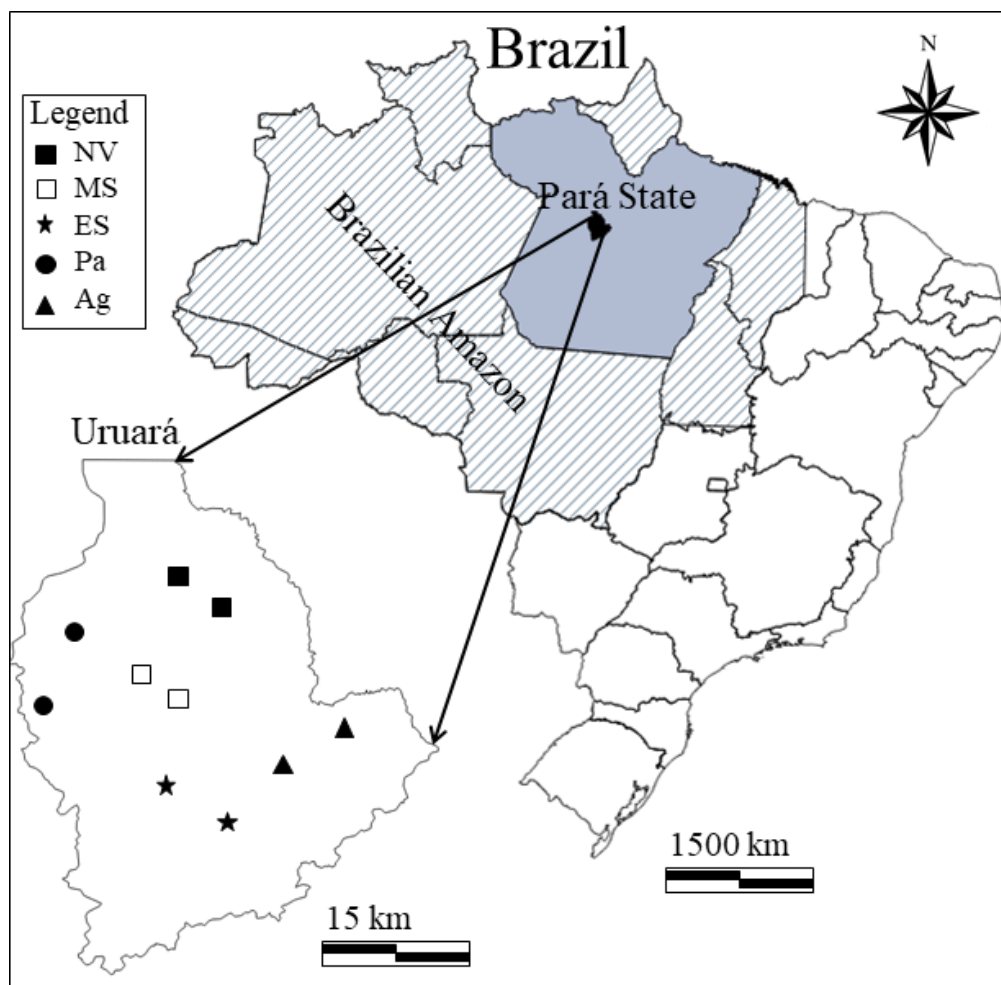 Brazil
N
Legend
NV
MS
ES
Pa
Ag
Pará State
Brazilian Amazon
Uruará
1500 km
15 km